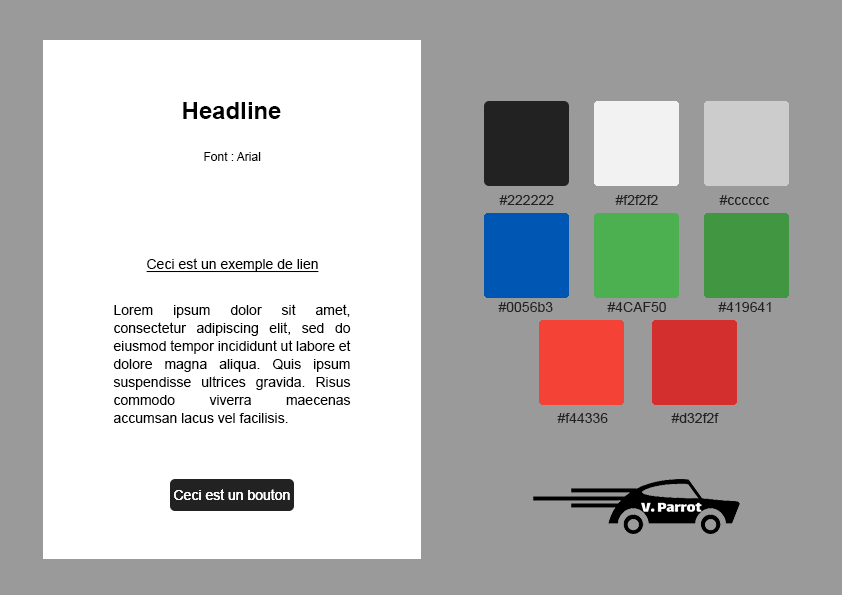 Headline
Font : Arial
Ceci est un exemple de lien
Lorem ipsum dolor sit amet,
consectetur adipiscing elit, sed do
eiusmod tempor incididunt ut labore et
dolore magna aliqua. Quis ipsum
suspendisse ultrices gravida. Risus
commodo viverra maecenas
accumsan lacus vel facilisis.
Ceci est un bouton
#222222 #f2f2f2 #cccccc
#0056b3 #4CAF50 #419641
#f44336 #d32f2f
V. Parrot